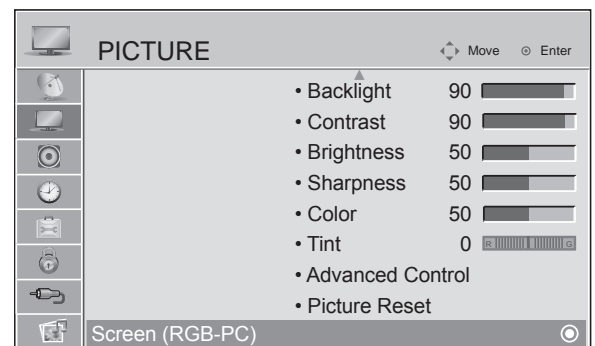 PICTURE Move Enter
• Backlight 90
• Contrast 90
• Brightness 50
• Sharpness 50
• Color 50
• Tint 0 R G
• Advanced Control
• Picture Reset
Screen (RGB-PC)